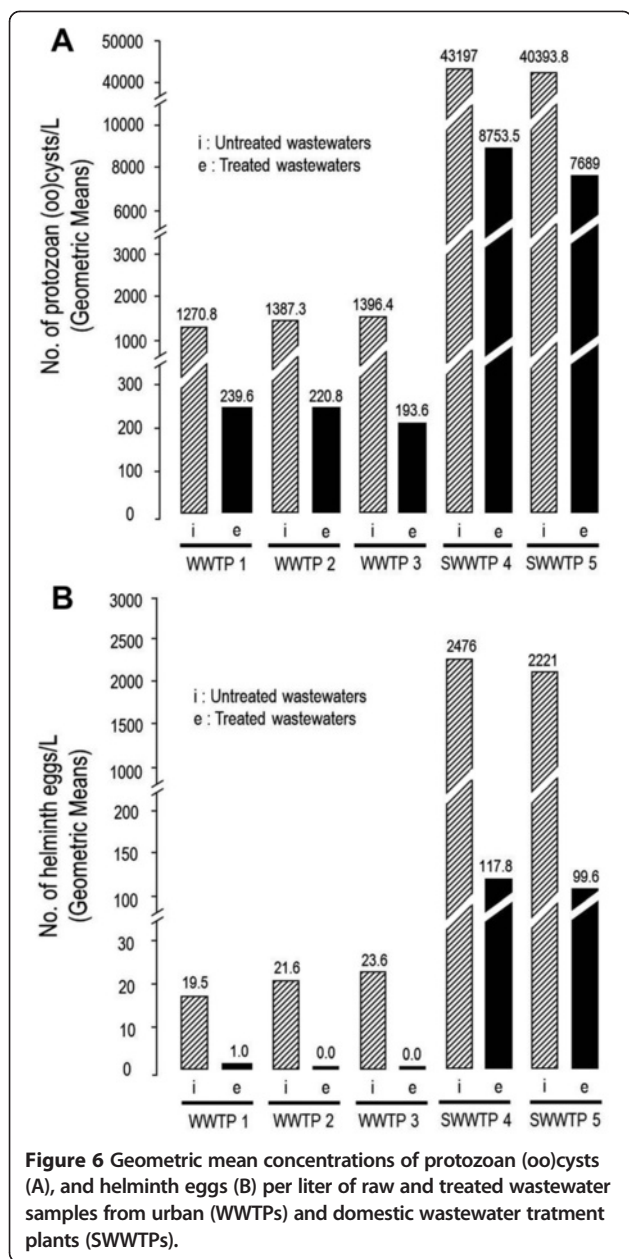 A
No. of protozoan (oo)cysts/L
(Geometric Means)
50000
40000
10000
8000
6000
3000
2000
1000
300
200
100
0
i : Untreated wastewaters
e : Treated wastewaters
1270.8
239.6
1387.3
220.8
1396.4
193.6
43197
8753.5
40393.8
7689
i e i e i e i e i e
WWTP 1 WWTP 2 WWTP 3 SWWTP 4 SWWTP 5
B
No. of helminth eggs/L
(Geometric Means)
3000
2500
2000
1500
1000
200
150
100
30
20
10
0
i : Untreated wastewaters
e : Treated wastewaters
19.5
1.0
21.6
0.0
23.6
0.0
2476
117.8
2221
99.6
i e i e i e i e i e
WWTP 1 WWTP 2 WWTP 3 SWWTP 4 SWWTP 5
Figure 6 Geometric mean concentrations of protozoan (oo)cysts
(A), and helminth eggs (B) per liter of raw and treated wastewater
samples from urban (WWTPs) and domestic wastewater tratment
plants (SWWTPs).